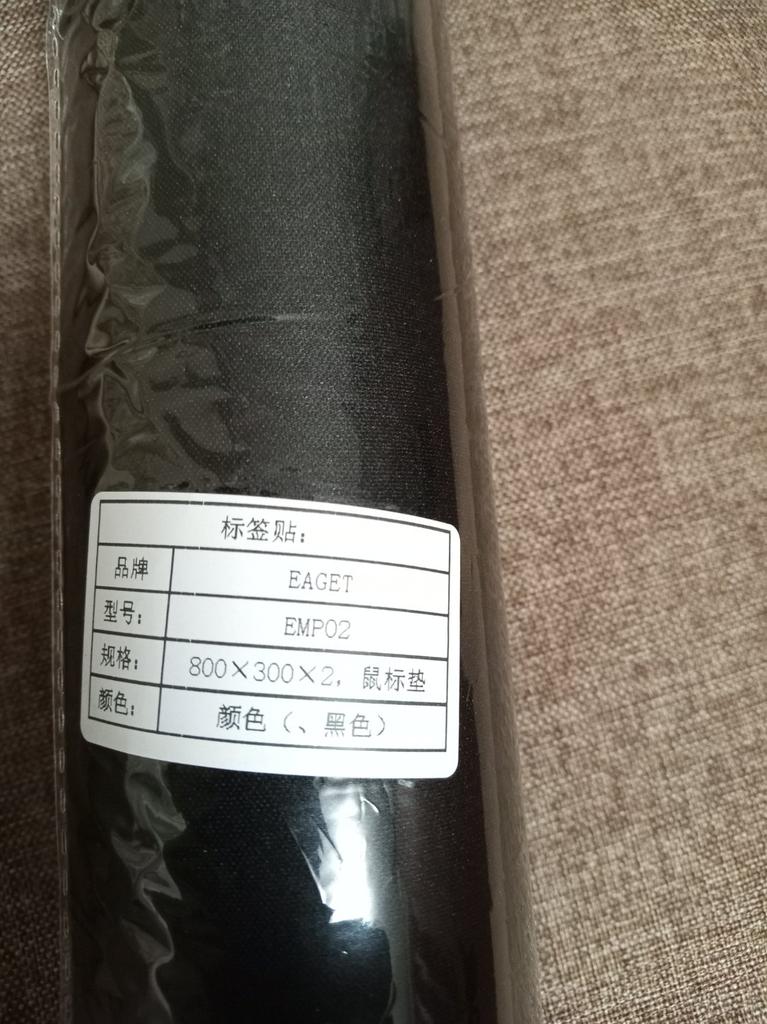 标签贴：
品牌 EAGET
型号： EMP02
规格： 800×300×2，鼠标垫
颜色： 颜色（、黑色）